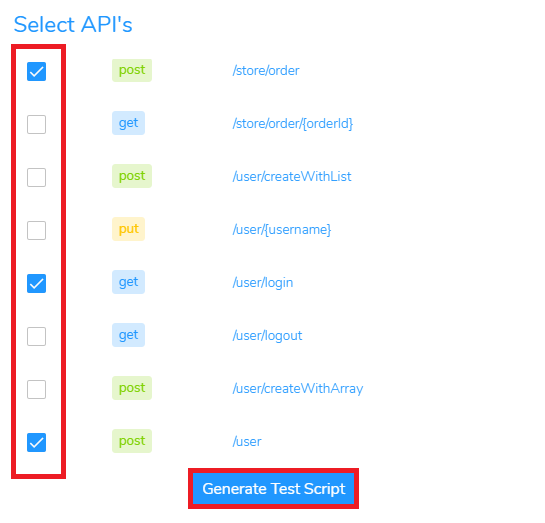 Select API's
post /store/order
get /store/order/{orderId}
post /user/createWithList
put /user/{username}
get /user/login
get /user/logout
post /user/createWithArray
post /user
Generate Test Script